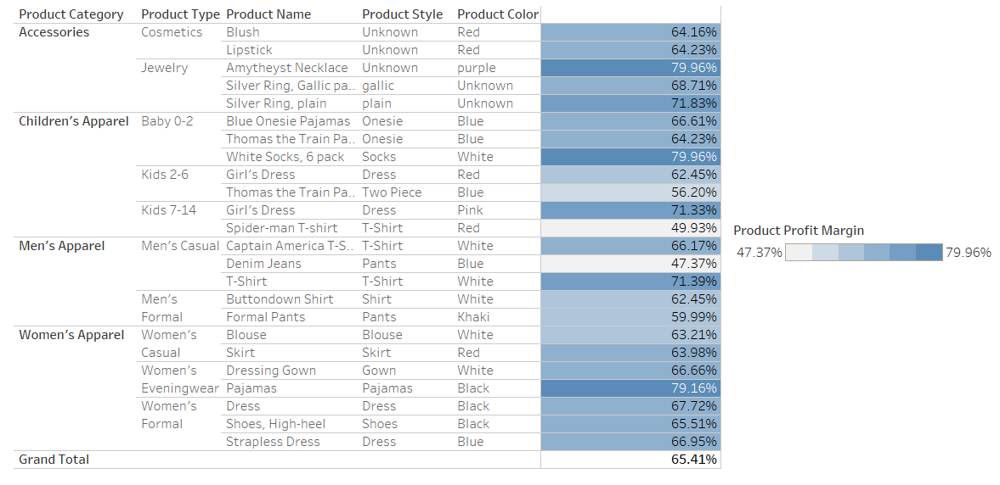 Product Category Product Type Product Name Product Style Product Color
Accessories Cosmetics Blush Unknown Red 64.16%
Lipstick Unknown Red 64.23%
Jewelry Amytheyst Necklace Unknown purple 79.96%
Silver Ring, Gallic pa.. gallic Unknown 68.71%
Silver Ring, plain plain Unknown 71.83%
Children's Apparel Baby 0-2 Blue Onesie Pajamas Onesie Blue 66.61%
Thomas the Train Pa.. Onesie Blue 64.23%
White Socks, 6 pack Socks White 79.96%
Kids 2-6 Girl's Dress Dress Red 62.45%
Thomas the Train Pa.. Two Piece Blue 56.20%
Kids 7-14 Girl's Dress Dress Pink 71.33%
Spider-man T-shirt T-Shirt Red 49.93%
Product Profit Margin
Men's Apparel Men's Casual Captain America T-S.. T-Shirt White 66.17%
47.37% 79.96%
Denim Jeans Pants Blue 47.37%
T-Shirt T-Shirt White 71.39%
Men's Buttondown Shirt Shirt White 62.45%
Formal Formal Pants Pants Khaki 59.99%
Women's Apparel Women's Blouse Blouse White 63.21%
Casual Skirt Skirt Red 63.98%
Women's Dressing Gown Gown White 66.66%
Eveningwear Pajamas Pajamas Black 79.16%
Women's Dress Dress Black 67.72%
Formal Shoes, High-heel Shoes Black 65.51%
Strapless Dress Dress Blue 66.95%
Grand Total 65.41%